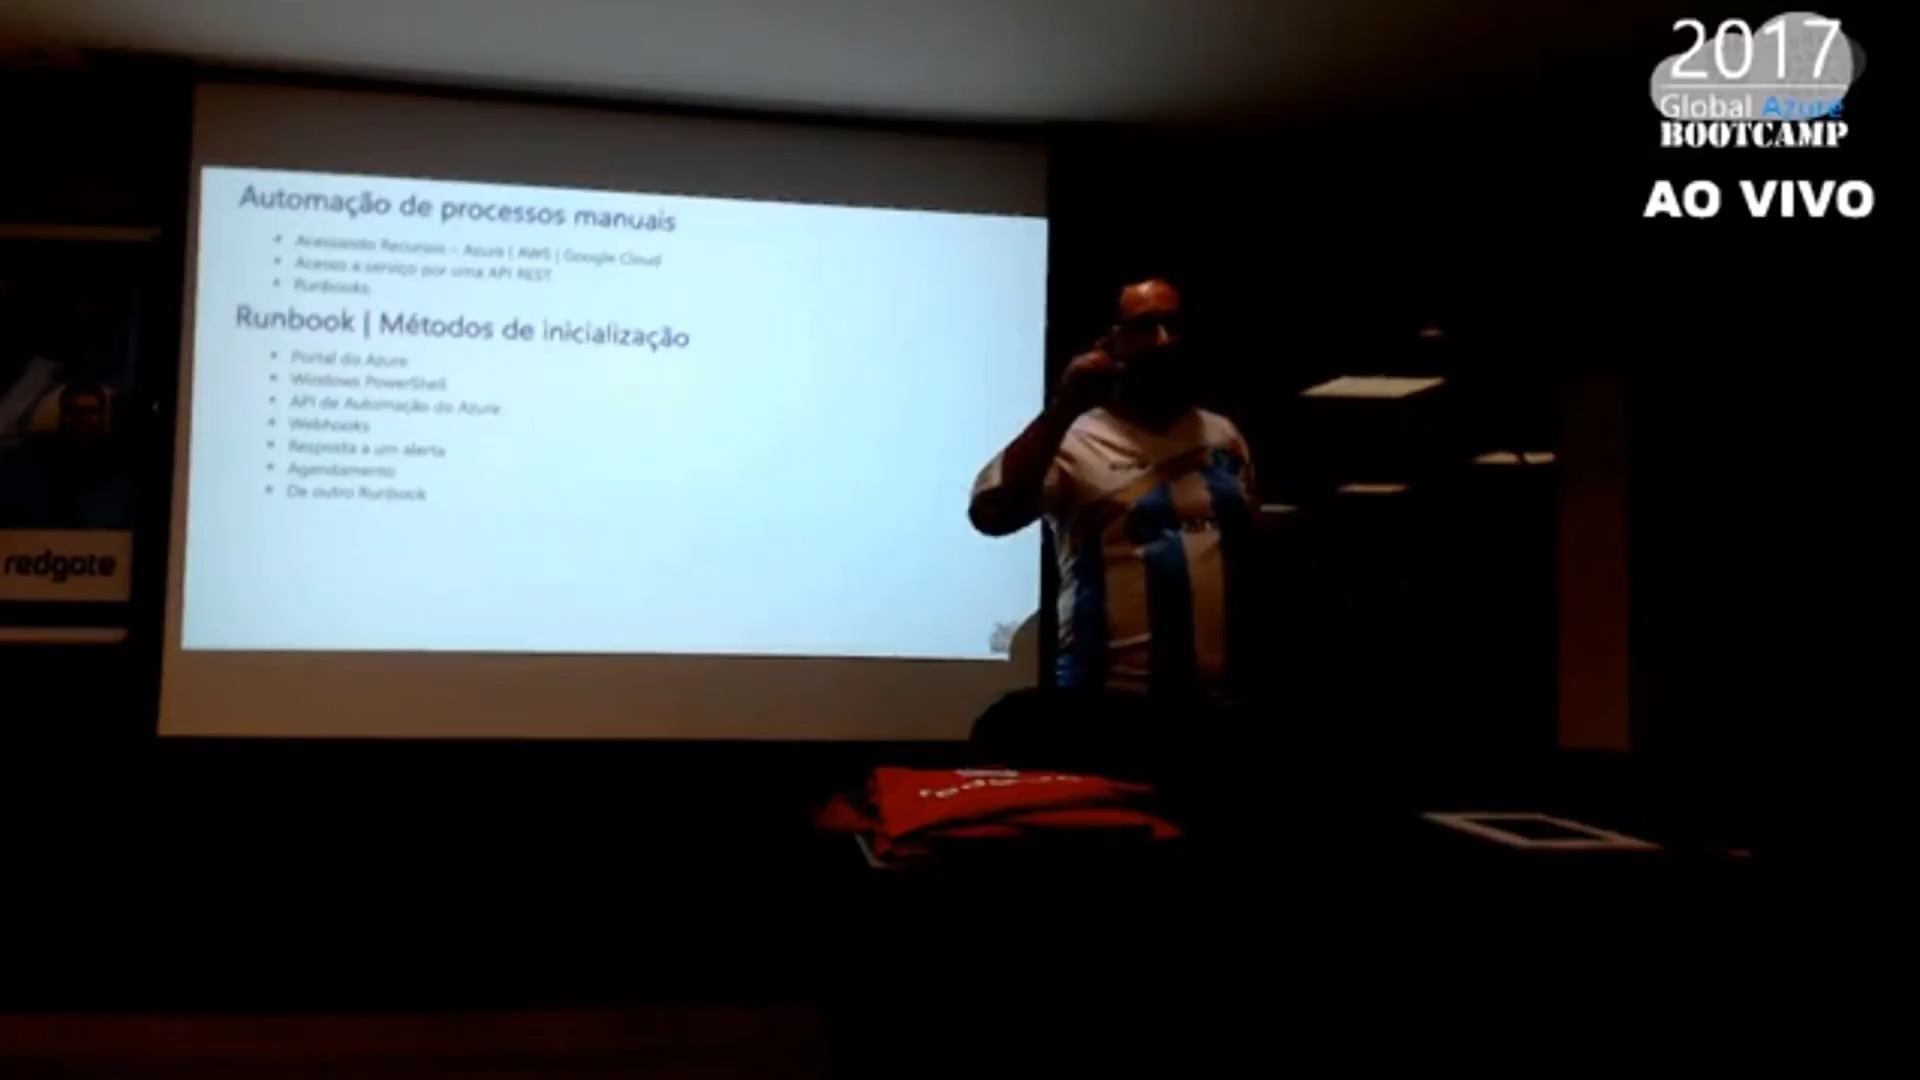 2017
Global Azure
BOOTCAMP
AO VIVO
Automação de processos manuais
Acessando Recursos – Azure | AWS | Google Cloud
Acesso a serviço por uma API REST
Runbooks
Runbook | Métodos de inicialização
Portal do Azure
Windows PowerShell
API de Automação do Azure
Webhooks
Resposta a um alerta
Agendamento
De outro Runbook
redgate